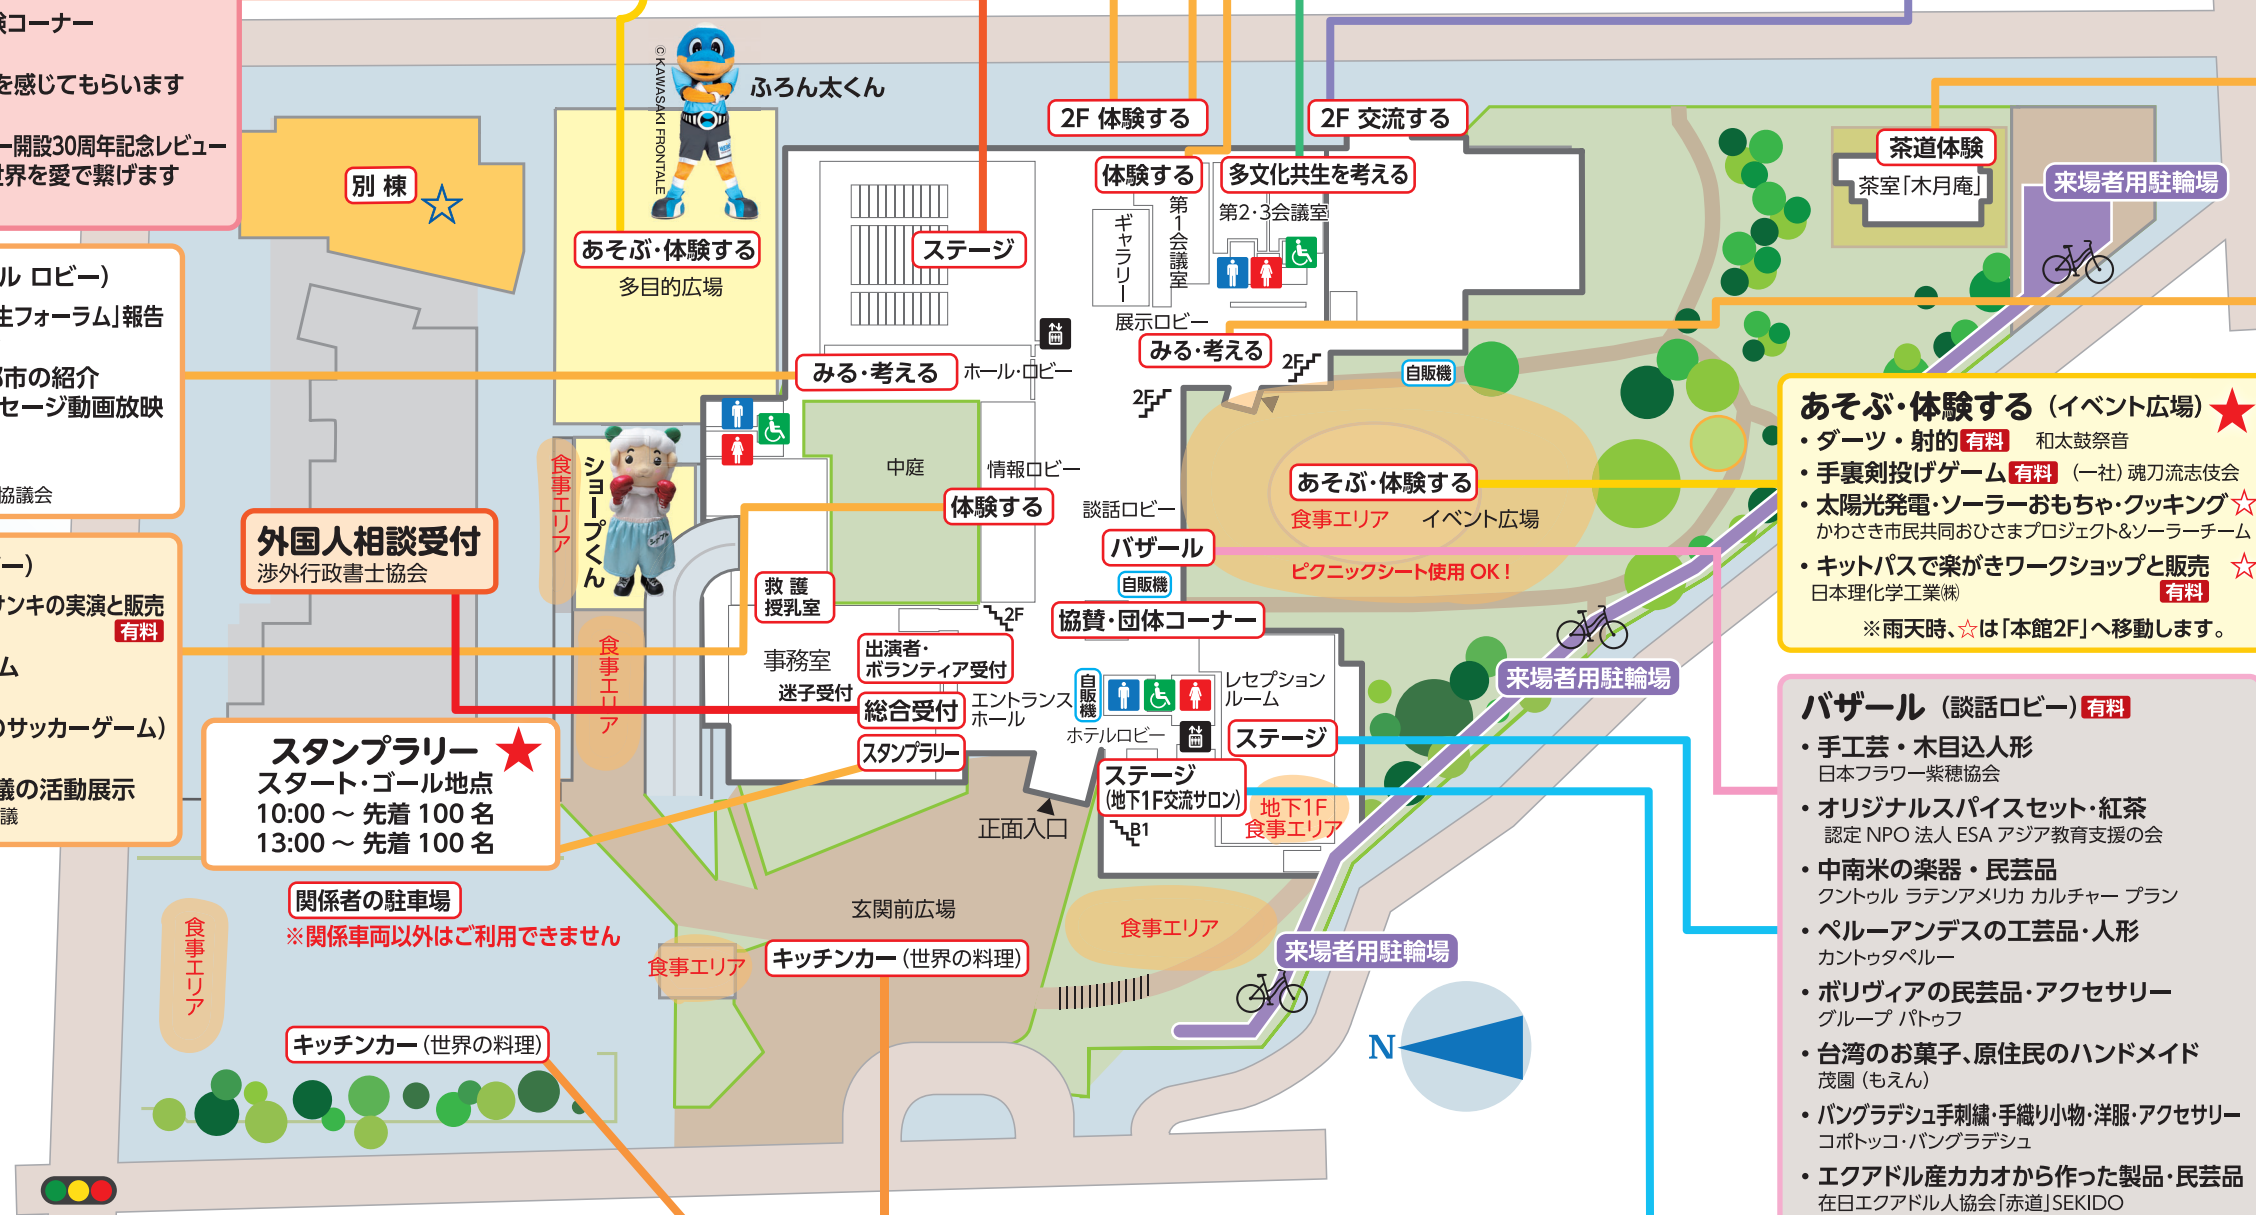 験コーナー
を感じてもらいます
ー開設30周年記念レビュー
世界を愛で繋げます
ル ロビー）
生フォーラム」報告
都市の紹介
セージ動画放映
協議会
ー）
サンキの実演と販売
有料
ム
のサッカーゲーム）
議の活動展示
議
© KAWASAKI FRONTALE
ふろん太くん
別 棟
あそぶ・体験する
多目的広場
ステージ
2F 体験する
2F 交流する
体験する
多文化共生を考える
第1会議室
第2・3会議室
ギャラリー
展示ロビー
みる・考える
2F
2F
みる・考える
ホール・ロビー
自販機
茶道体験
茶室「木月庵」
来場者用駐輪場
食事エリア
ショープくん
中庭
情報ロビー
体験する
談話ロビー
バザール
自販機
協賛・団体コーナー
あそぶ・体験する
食事エリア
イベント広場
ピクニックシート使用 OK！
外国人相談受付
渉外行政書士協会
救 護
授乳室
2F
食事エリア
事務室
出演者・
ボランティア受付
迷子受付
総合受付
エントランス
ホール
自販機
レセプション
ルーム
ホテルロビー
ステージ
スタンプラリー
ステージ
（地下1F交流サロン）
地下1F
食事エリア
B1
正面入口
来場者用駐輪場
スタンプラリー
スタート・ゴール地点
10:00 ～ 先着 100 名
13:00 ～ 先着 100 名
関係者の駐車場
※関係車両以外はご利用できません
食事エリア
玄関前広場
食事エリア
食事エリア
キッチンカー（世界の料理）
来場者用駐輪場
キッチンカー（世界の料理）
N
あそぶ・体験する（イベント広場）★
・ダーツ・射的 有料 和太鼓祭音
・手裏剣投げゲーム 有料 （一社）魂刀流志伎会
・太陽光発電・ソーラーおもちゃ・クッキング☆
かわさき市民共同おひさまプロジェクト&ソーラーチーム
・キットパスで楽がきワークショップと販売 ☆
日本理化学工業㈱ 有料
※雨天時、☆は「本館2F」へ移動します。
バザール（談話ロビー）有料
・手工芸・木目込人形
日本フラワー紫穂協会
・オリジナルスパイスセット・紅茶
認定 NPO 法人 ESA アジア教育支援の会
・中南米の楽器・民芸品
クントゥル ラテンアメリカ カルチャー プラン
・ペルーアンデスの工芸品・人形
カントゥタペルー
・ボリヴィアの民芸品・アクセサリー
グループ パトゥフ
・台湾のお菓子、原住民のハンドメイド
茂園（もえん）
・バングラデシュ手刺繍・手織り小物・洋服・アクセサリー
コポトッコ・バングラデシュ
・エクアドル産カカオから作った製品・民芸品
在日エクアドル人協会「赤道」SEKIDO